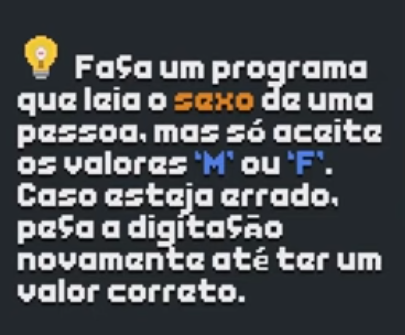 Faça um programa
que leia o sexo de uma
pessoa, mas só aceite
os valores 'M' ou 'F'.
Caso esteja errado,
peça a digitação
novamente até ter um
valor correto.